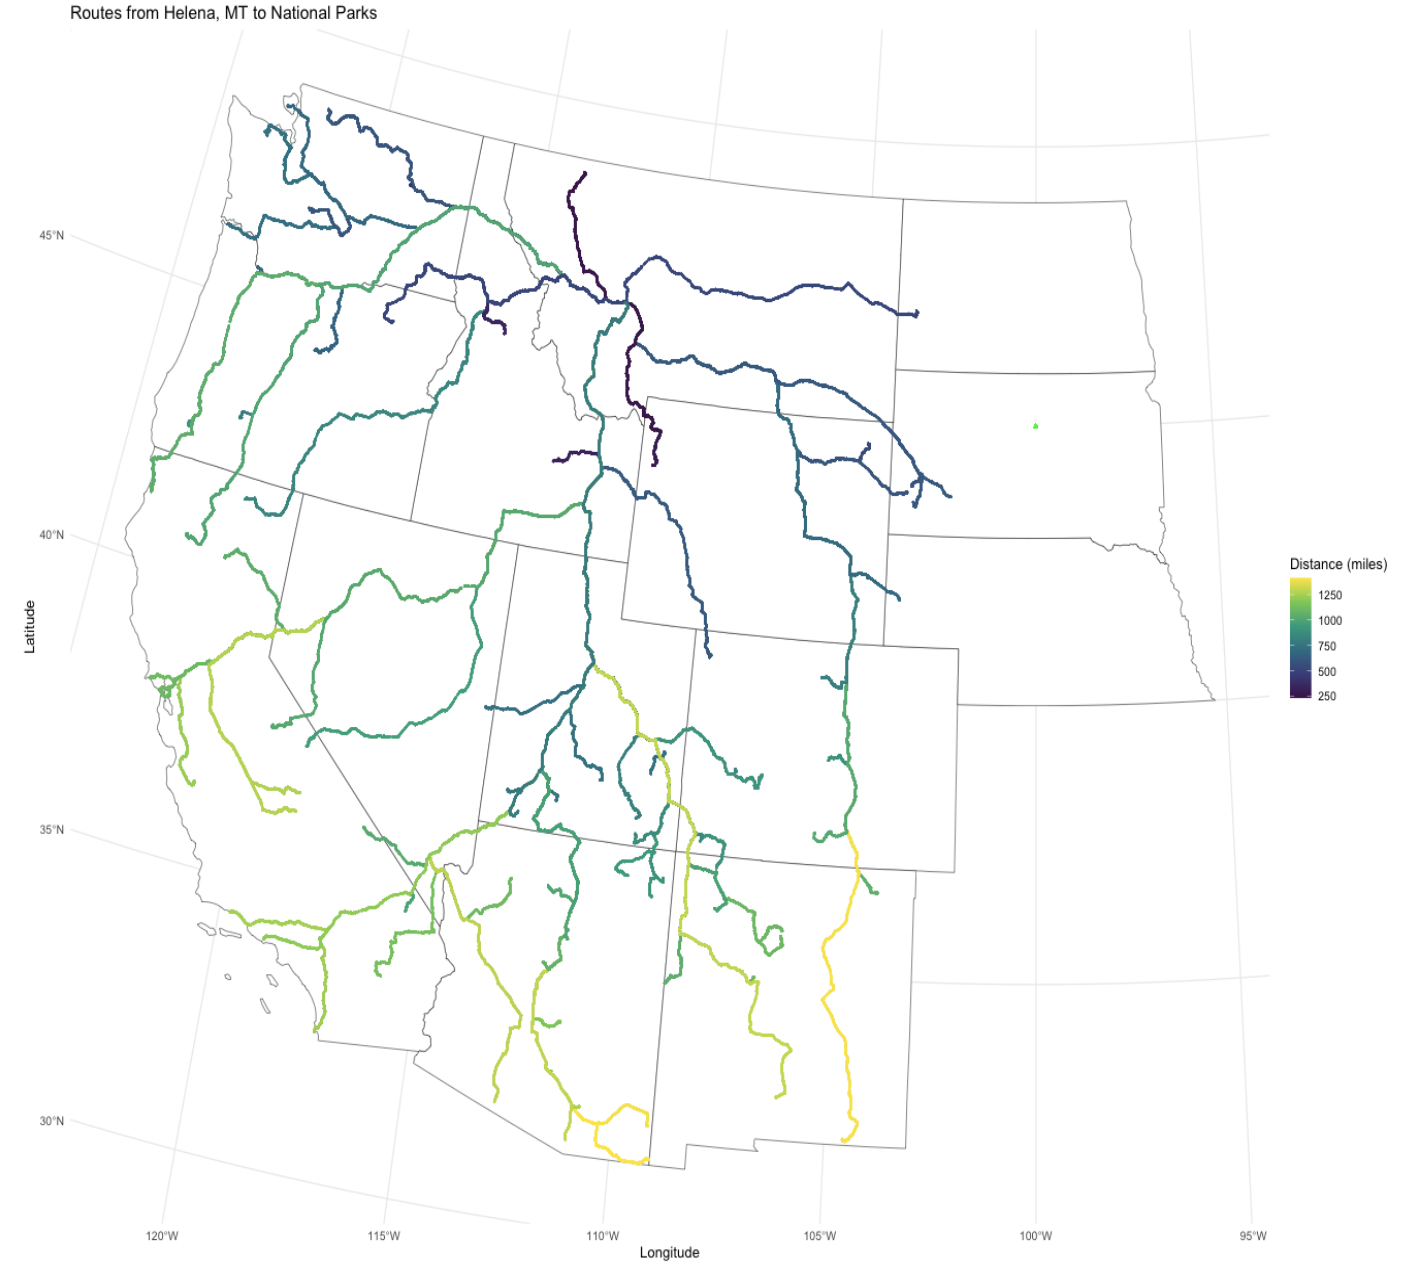 Routes from Helena, MT to National Parks
45°N
40°N
35°N
30°N
Latitude
120°W
115°W
110°W
105°W
100°W
95°W
Longitude
Distance (miles)
1250
1000
750
500
250